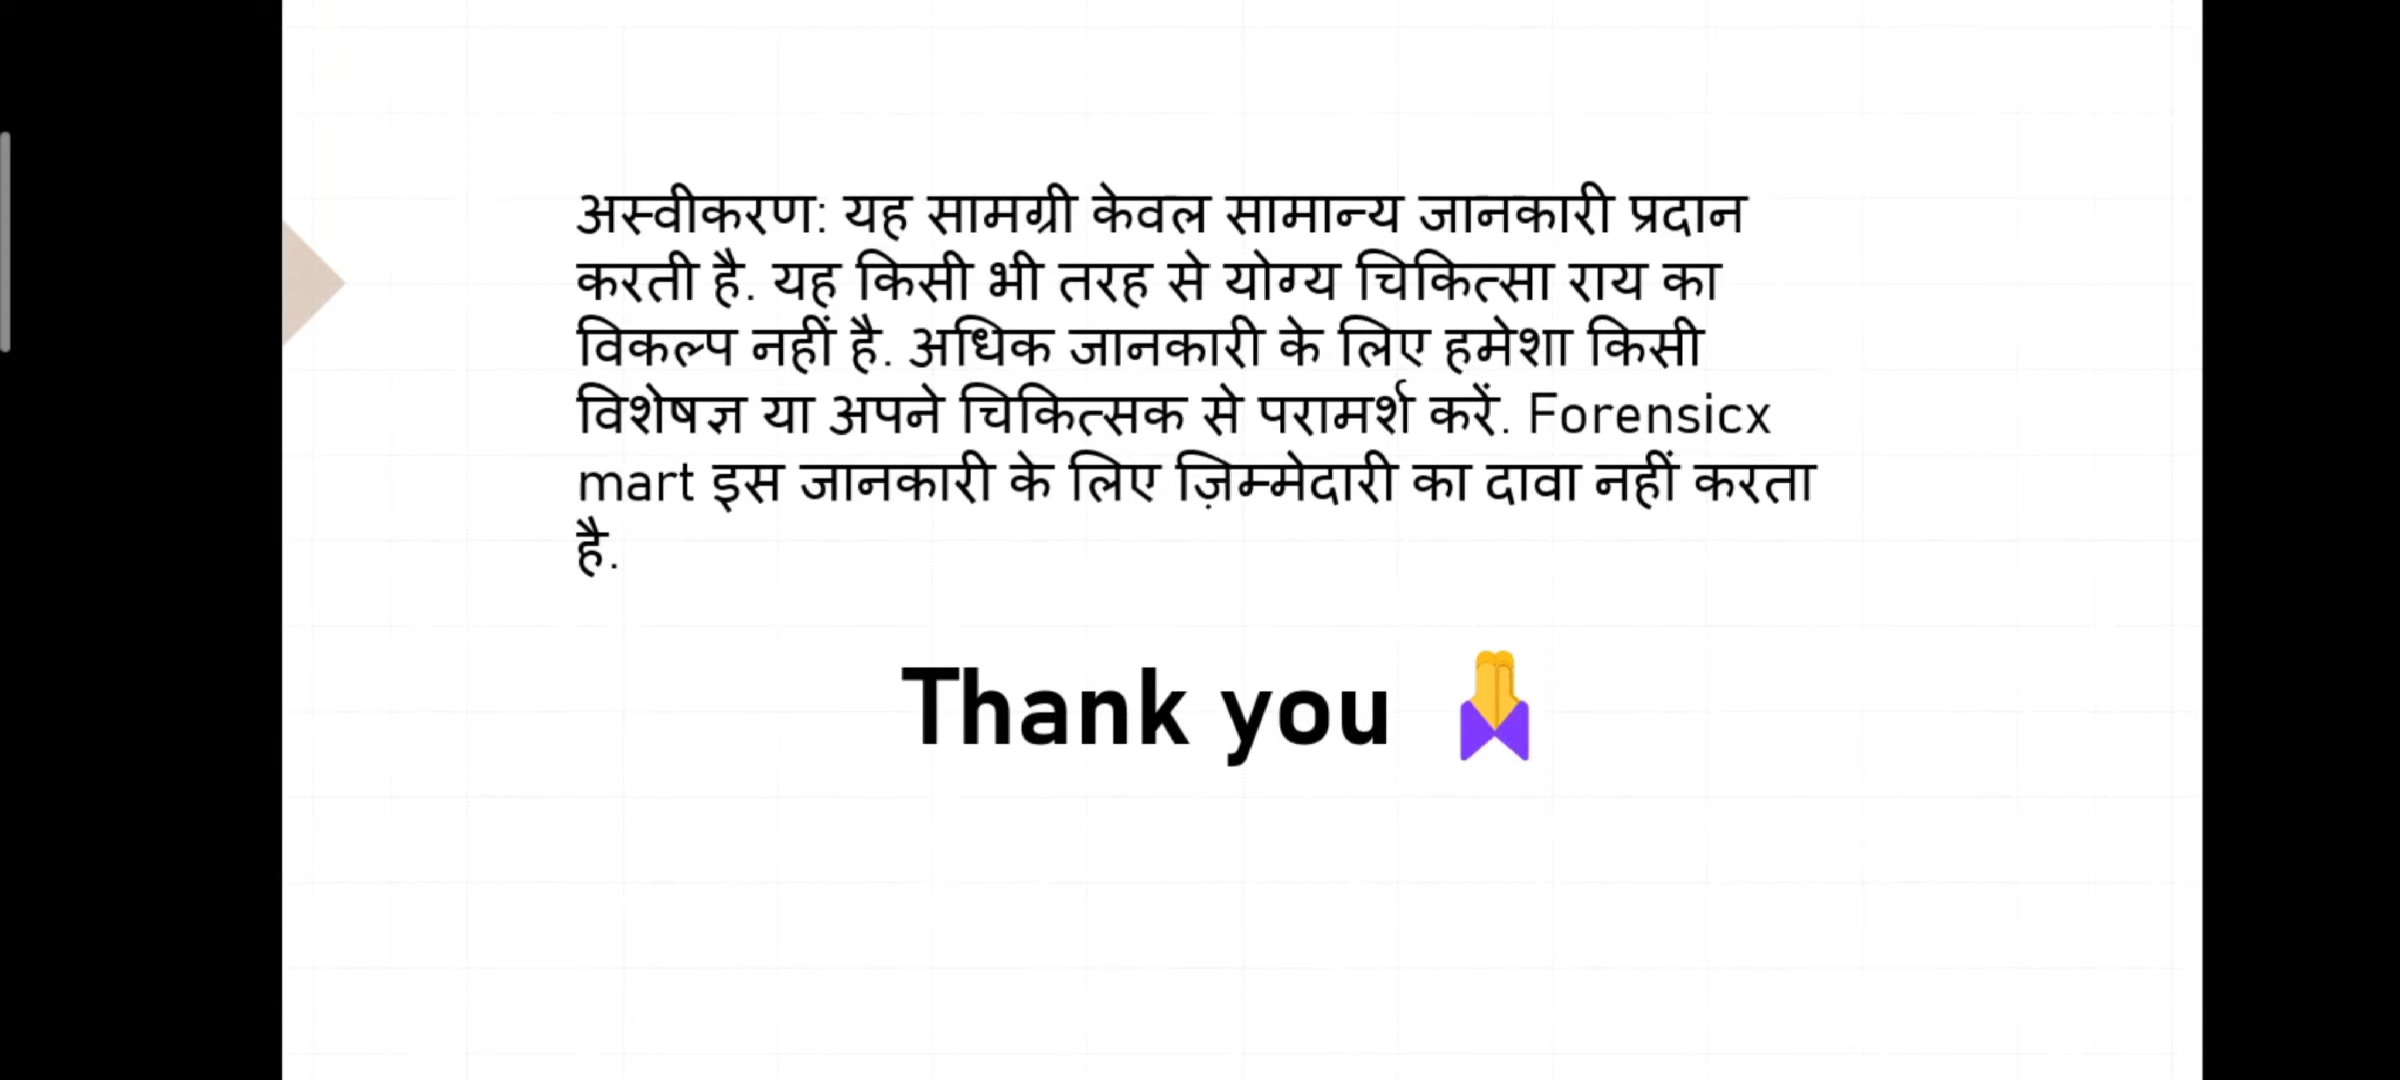 अस्वीकरण: यह सामग्री केवल सामान्य जानकारी प्रदान
करती है. यह किसी भी तरह से योग्य चिकित्सा राय का
विकल्प नहीं है. अधिक जानकारी के लिए हमेशा किसी
विशेषज्ञ या अपने चिकित्सक से परामर्श करें. Forensicx
mart इस जानकारी के लिए ज़िम्मेदारी का दावा नहीं करता
है.
Thank you 🙏